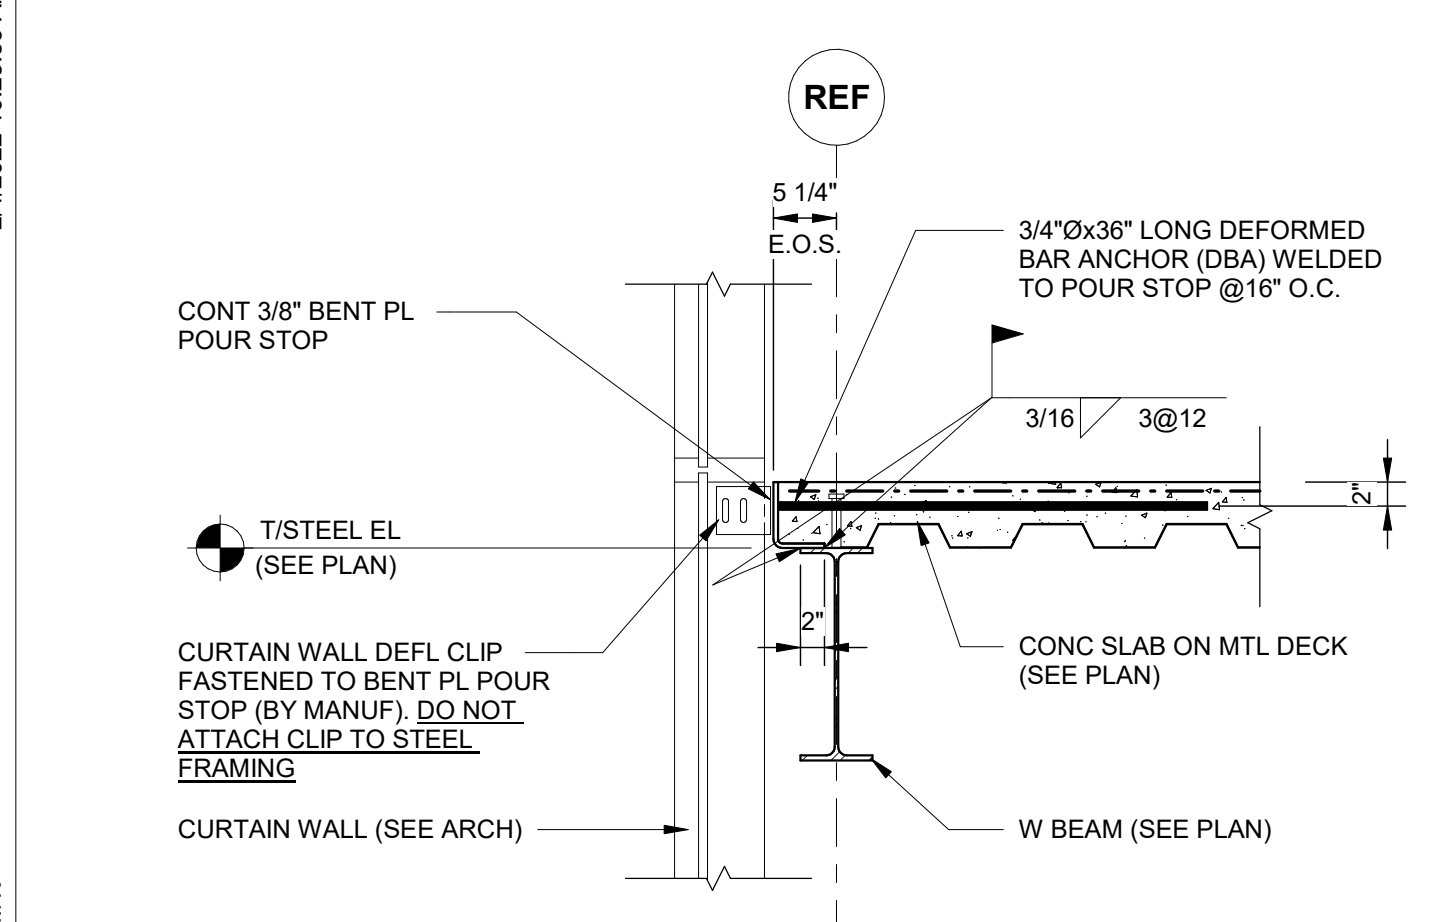 REF
5 1/4"
E.O.S.
3/4"Øx36" LONG DEFORMED
BAR ANCHOR (DBA) WELDED
TO POUR STOP @16" O.C.
CONT 3/8" BENT PL
POUR STOP
3/16
3@12
2"
T/STEEL EL
(SEE PLAN)
2"
CURTAIN WALL DEFL CLIP
FASTENED TO BENT PL POUR
STOP (BY MANUF). DO NOT
ATTACH CLIP TO STEEL
FRAMING
CONC SLAB ON MTL DECK
(SEE PLAN)
CURTAIN WALL (SEE ARCH)
W BEAM (SEE PLAN)